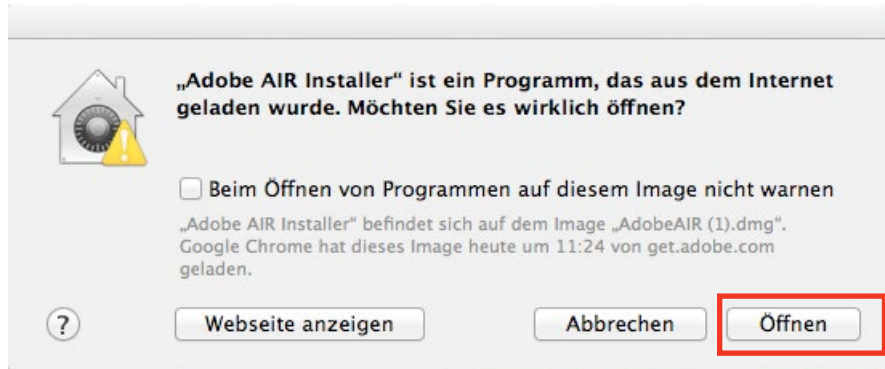 „Adobe AIR Installer“ ist ein Programm, das aus dem Internet
geladen wurde. Möchten Sie es wirklich öffnen?
Beim Öffnen von Programmen auf diesem Image nicht warnen
„Adobe AIR Installer“ befindet sich auf dem Image „AdobeAIR (1).dmg“.
Google Chrome hat dieses Image heute um 11:24 von get.adobe.com
geladen.
? Webseite anzeigen Abbrechen Öffnen